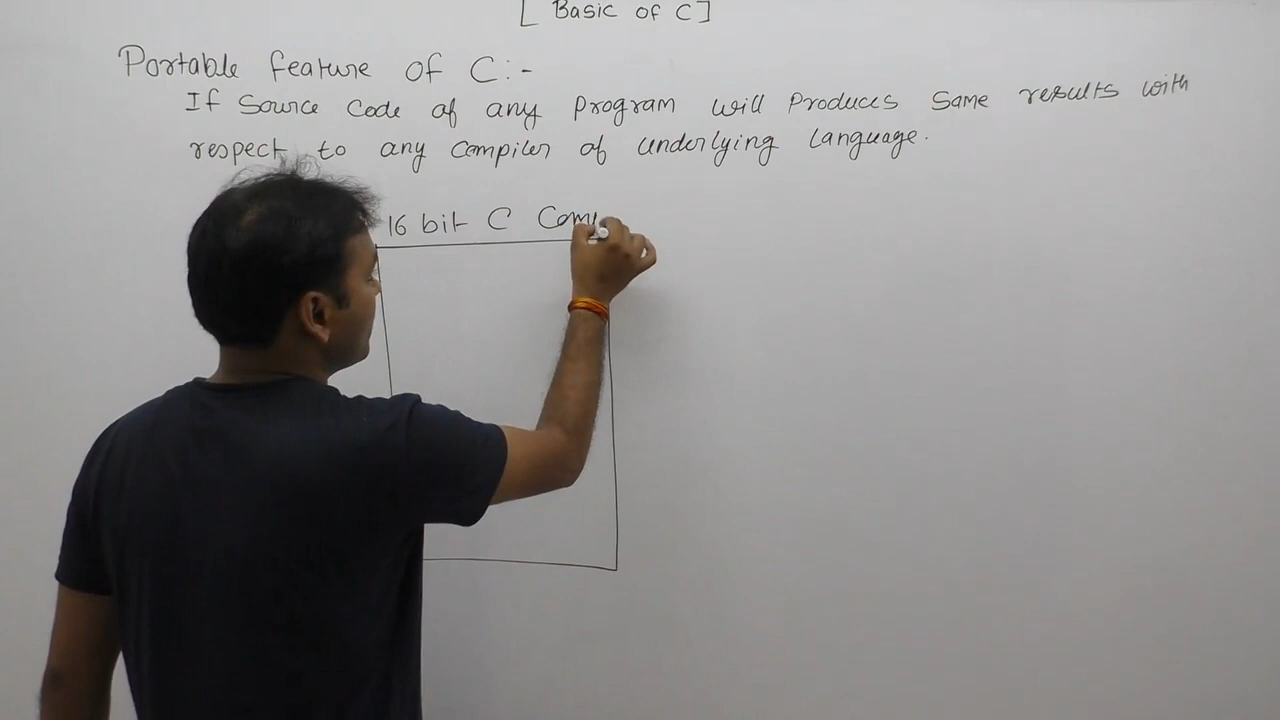 [ Basic of C ]
Portable feature of C:-
If Source Code of any program will produces same results with
respect to any compiler of underlying language.
16 bit C Com